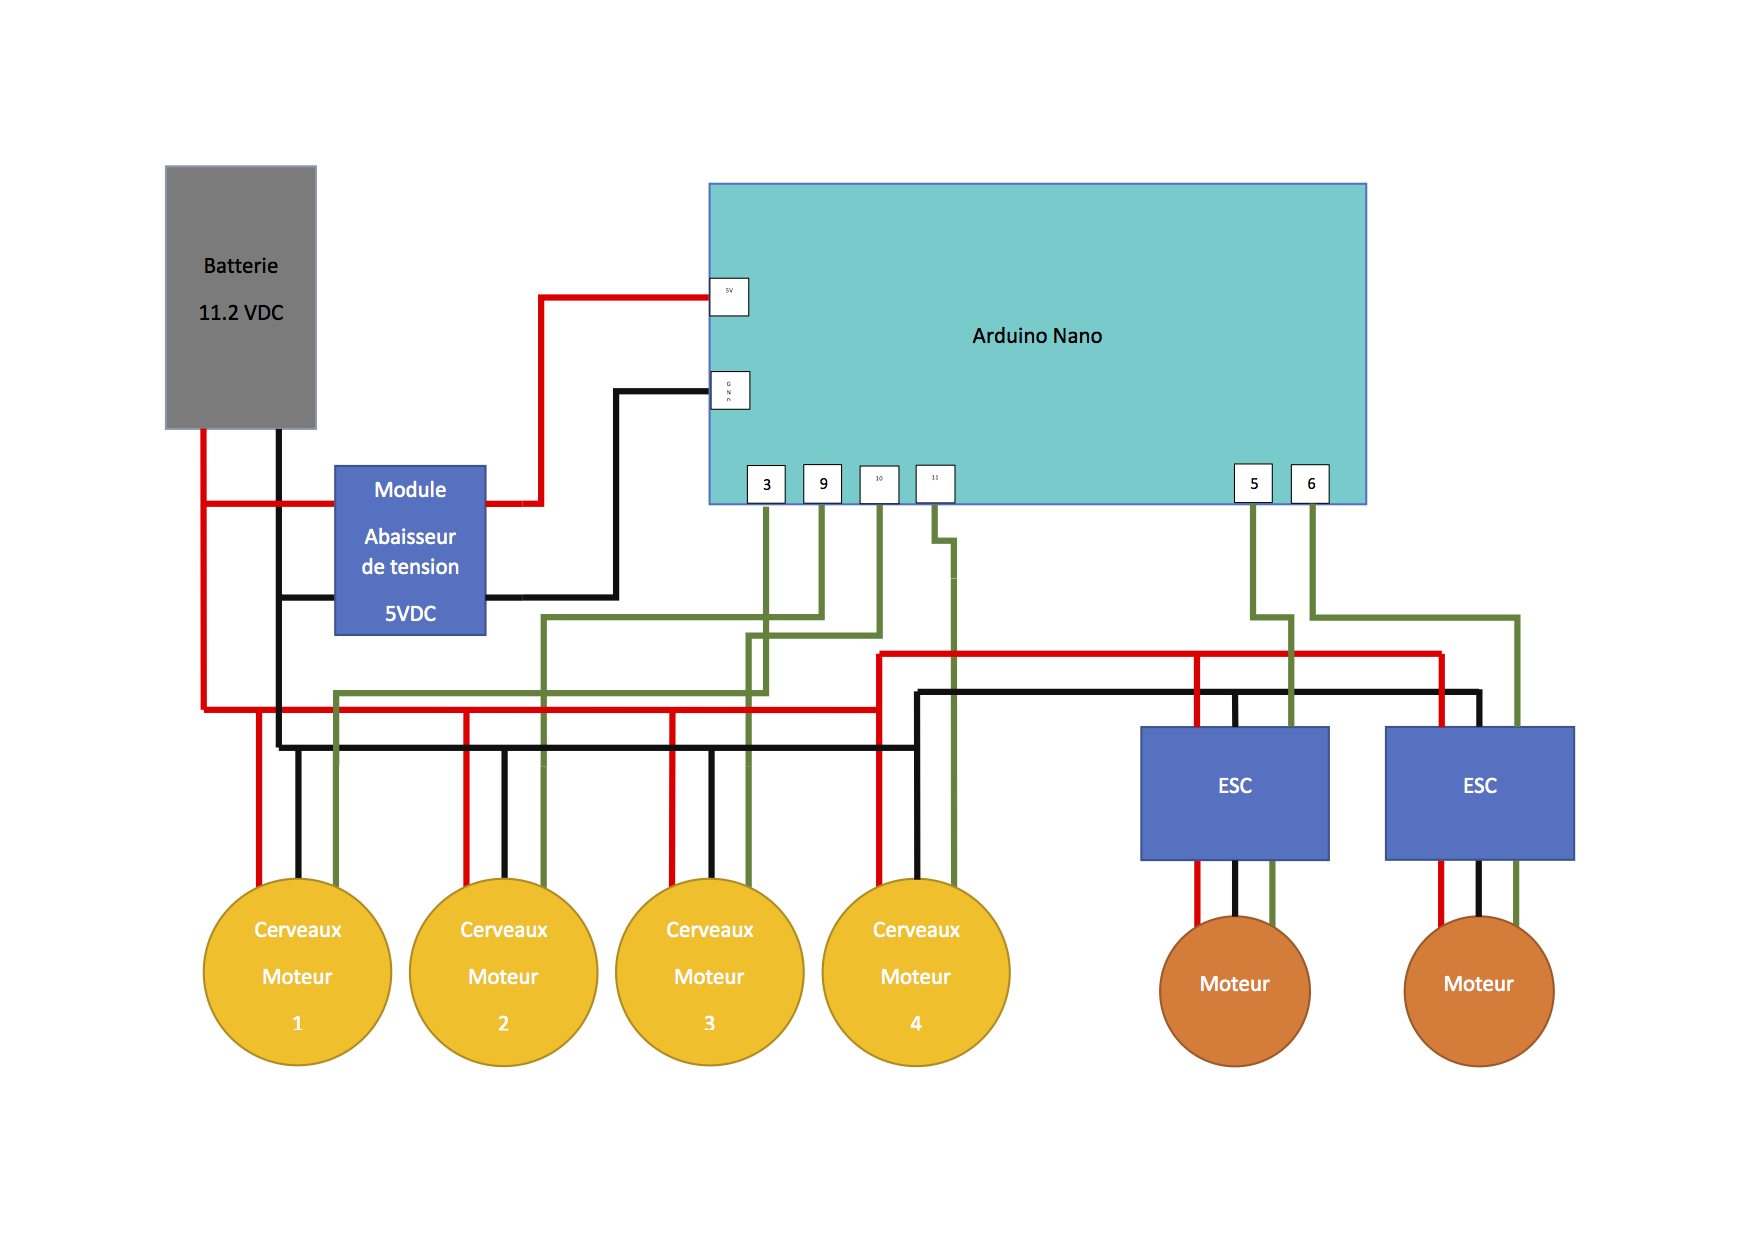 Batterie
11.2 VDC
Arduino Nano
5V
G
N
D
3
9
10
11
5
6
Module
Abaisseur
de tension
5VDC
ESC
ESC
Cerveaux
Moteur
1
Cerveaux
Moteur
2
Cerveaux
Moteur
3
Cerveaux
Moteur
4
Moteur
Moteur